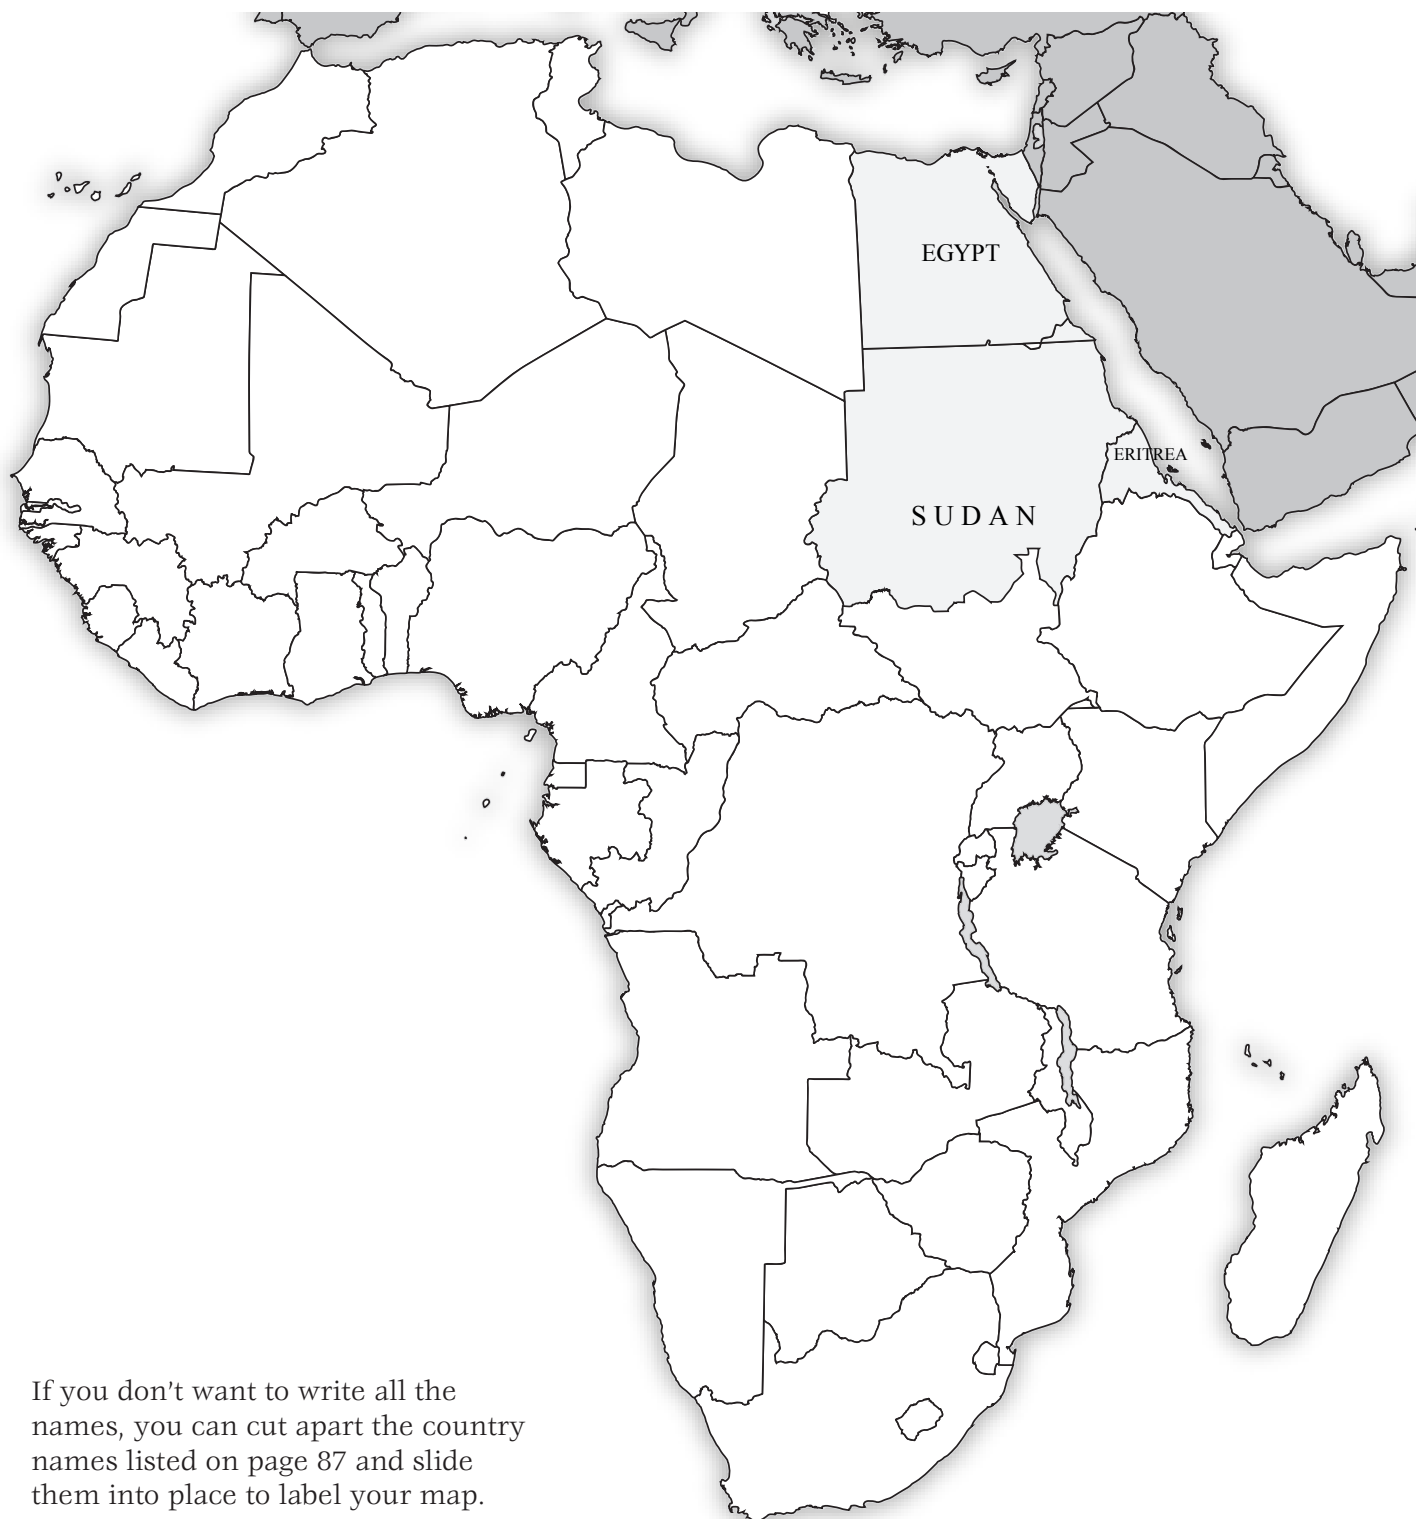 EGYPT
ERITREA
SUDAN
If you don't want to write all the
names, you can cut apart the country
names listed on page 87 and slide
them into place to label your map.